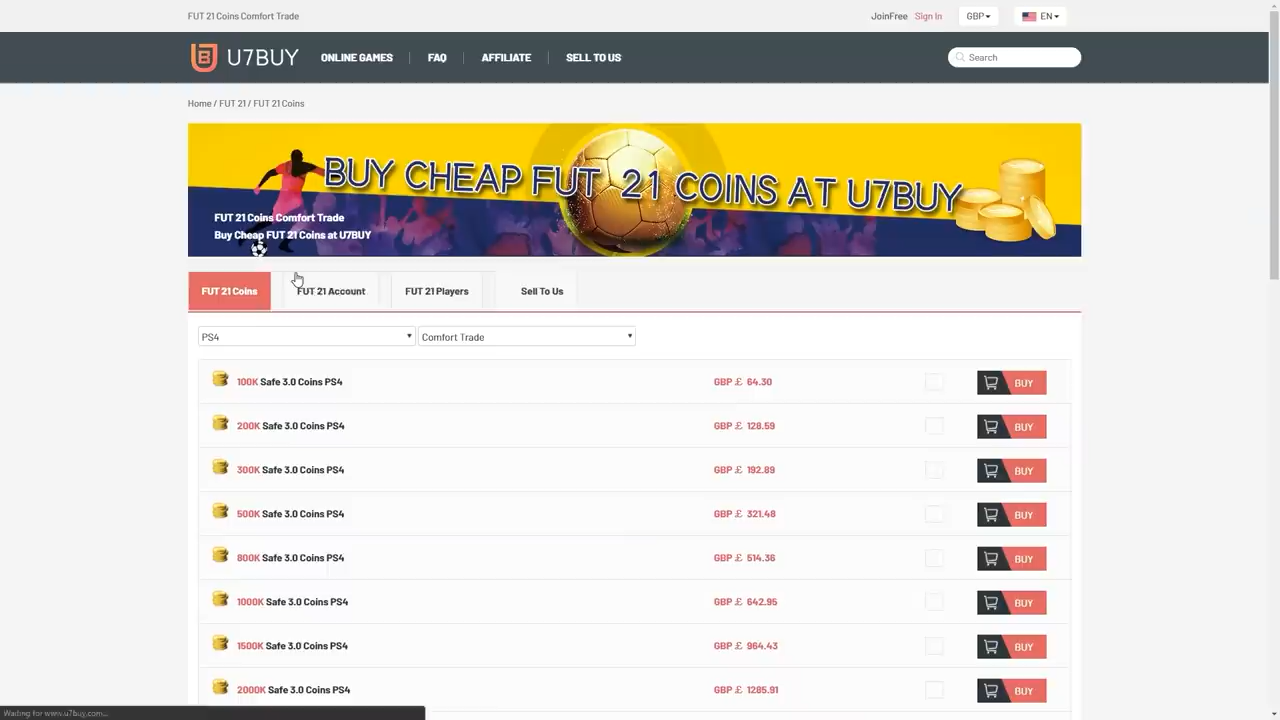 FUT 21 Coins Comfort Trade
JoinFree Sign In GBP EN
U7BUY ONLINE GAMES FAQ AFFILIATE SELL TO US Search
Home / FUT 21 / FUT 21 Coins
BUY CHEAP FUT 21 COINS AT U7BUY
FUT 21 Coins Comfort Trade
Buy Cheap FUT 21 Coins at U7BUY
FUT 21 Coins FUT 21 Account FUT 21 Players Sell To Us
PS4 Comfort Trade
100K Safe 3.0 Coins PS4 GBP £ 64.30 BUY
200K Safe 3.0 Coins PS4 GBP £ 128.59 BUY
300K Safe 3.0 Coins PS4 GBP £ 192.89 BUY
500K Safe 3.0 Coins PS4 GBP £ 321.48 BUY
800K Safe 3.0 Coins PS4 GBP £ 514.36 BUY
1000K Safe 3.0 Coins PS4 GBP £ 642.95 BUY
1500K Safe 3.0 Coins PS4 GBP £ 964.43 BUY
2000K Safe 3.0 Coins PS4 GBP £ 1285.91 BUY
Waiting for www.u7buy.com...